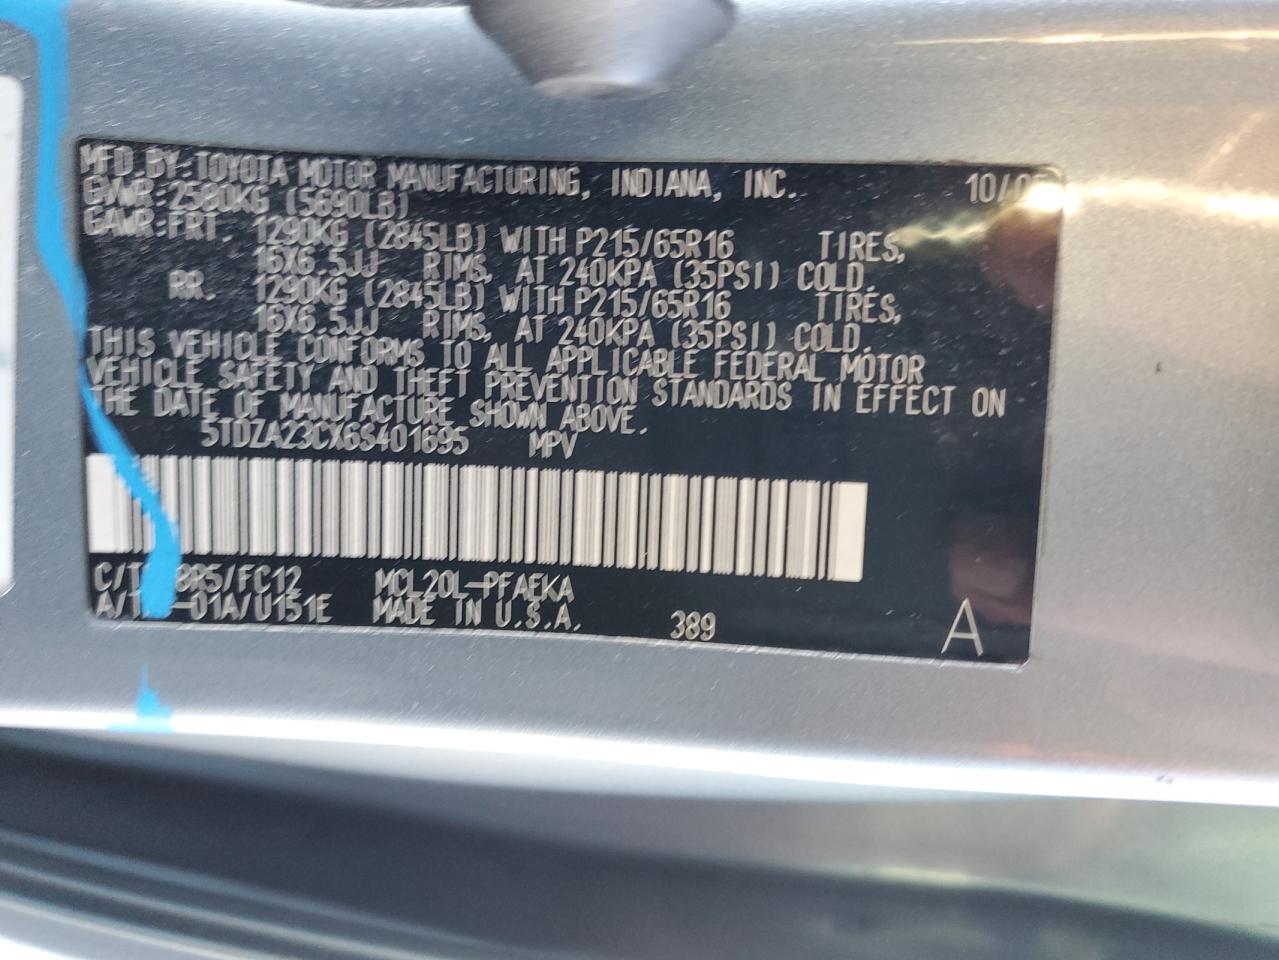 MFD. BY: TOYOTA MOTOR MANUFACTURING, INDIANA, INC. 10/05
GVWR: 2580KG (5690LB)
GAWR: FRT. 1290KG (2845LB) WITH P215/65R16 TIRES,
16X6.5JJ RIMS, AT 240KPA (35PSI) COLD.
RR. 1290KG (2845LB) WITH P215/65R16 TIRES,
16X6.5JJ RIMS, AT 240KPA (35PSI) COLD.
THIS VEHICLE CONFORMS TO ALL APPLICABLE FEDERAL MOTOR
VEHICLE SAFETY AND THEFT PREVENTION STANDARDS IN EFFECT ON
THE DATE OF MANUFACTURE SHOWN ABOVE.
5TDZA23CX6S401695 MPV
8R5/FC12 MCL20L-PFAEKA
-01A/U151E MADE IN U.S.A. 389
A